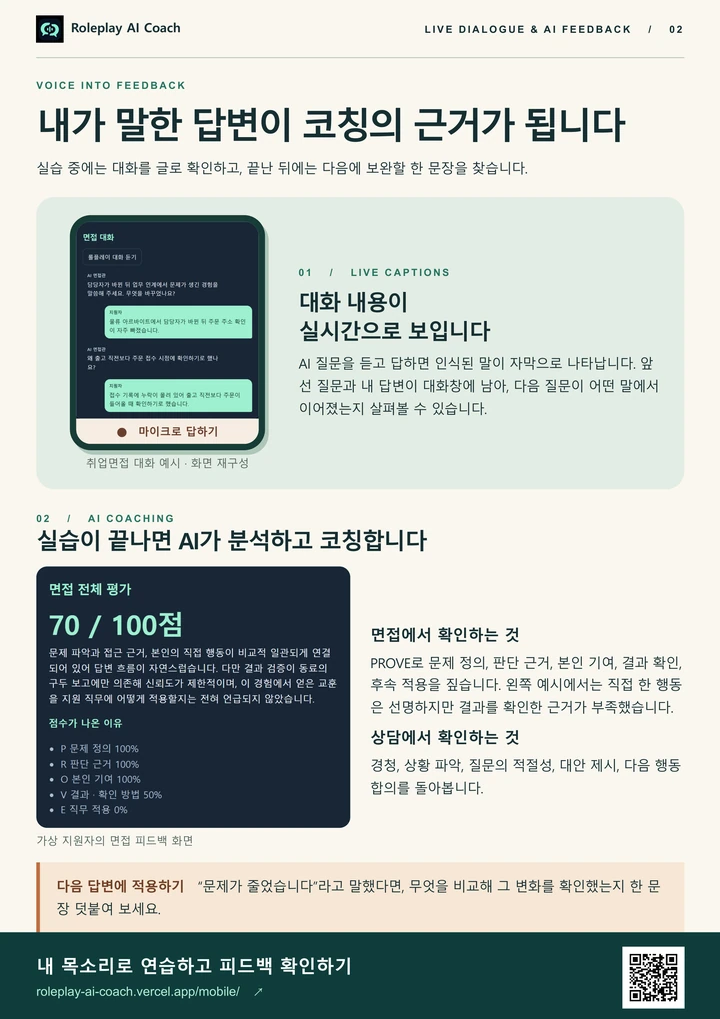 Roleplay AI Coach
LIVE DIALOGUE & AI FEEDBACK / 02
VOICE INTO FEEDBACK
내가 말한 답변이 코칭의 근거가 됩니다
실습 중에는 대화를 글로 확인하고, 끝난 뒤에는 다음에 보완할 한 문장을 찾습니다.
면접 대화
롤플레이 대화 듣기
AI 면접관
담당자가 바뀐 뒤 업무 인계에서 문제가 생긴 경험을
말씀해 주세요. 무엇을 바꾸었나요?
지원자
물류 아르바이트에서 담당자가 바뀐 뒤 주문 주소 확인
이 자주 빠졌습니다.
AI 면접관
왜 출고 직전보다 주문 접수 시점에 확인하기로 했나
요?
지원자
접수 기록에 누락이 몰려 있어 출고 직전보다 주문이
들어올 때 확인하기로 했습니다.
마이크로 답하기
취업면접 대화 예시 · 화면 재구성
01 / LIVE CAPTIONS
대화 내용이
실시간으로 보입니다
AI 질문을 듣고 답하면 인식된 말이 자막으로 나타납니다. 앞
선 질문과 내 답변이 대화창에 남아, 다음 질문이 어떤 말에서
이어졌는지 살펴볼 수 있습니다.
02 / AI COACHING
실습이 끝나면 AI가 분석하고 코칭합니다
면접 전체 평가
70 / 100점
문제 파악과 접근 근거, 본인의 직접 행동이 비교적 일관되게 연결
되어 있어 답변 흐름이 자연스럽습니다. 다만 결과 검증이 동료의
구두 보고에만 의존해 신뢰도가 제한적이며, 이 경험에서 얻은 교훈
을 지원 직무에 어떻게 적용할지는 전혀 언급되지 않았습니다.
점수가 나온 이유
• P 문제 정의 100%
• R 판단 근거 100%
• O 본인 기여 100%
• V 결과 · 확인 방법 50%
• E 직무 적용 0%
가상 지원자의 면접 피드백 화면
면접에서 확인하는 것
PROVE로 문제 정의, 판단 근거, 본인 기여, 결과 확인,
후속 적용을 짚습니다. 왼쪽 예시에서는 직접 한 행동
은 선명하지만 결과를 확인한 근거가 부족했습니다.
상담에서 확인하는 것
경청, 상황 파악, 질문의 적절성, 대안 제시, 다음 행동
합의를 돌아봅니다.
다음 답변에 적용하기 “문제가 줄었습니다”라고 말했다면, 무엇을 비교해 그 변화를 확인했는지 한 문
장 덧붙여 보세요.
내 목소리로 연습하고 피드백 확인하기
roleplay-ai-coach.vercel.app/mobile/ ↗